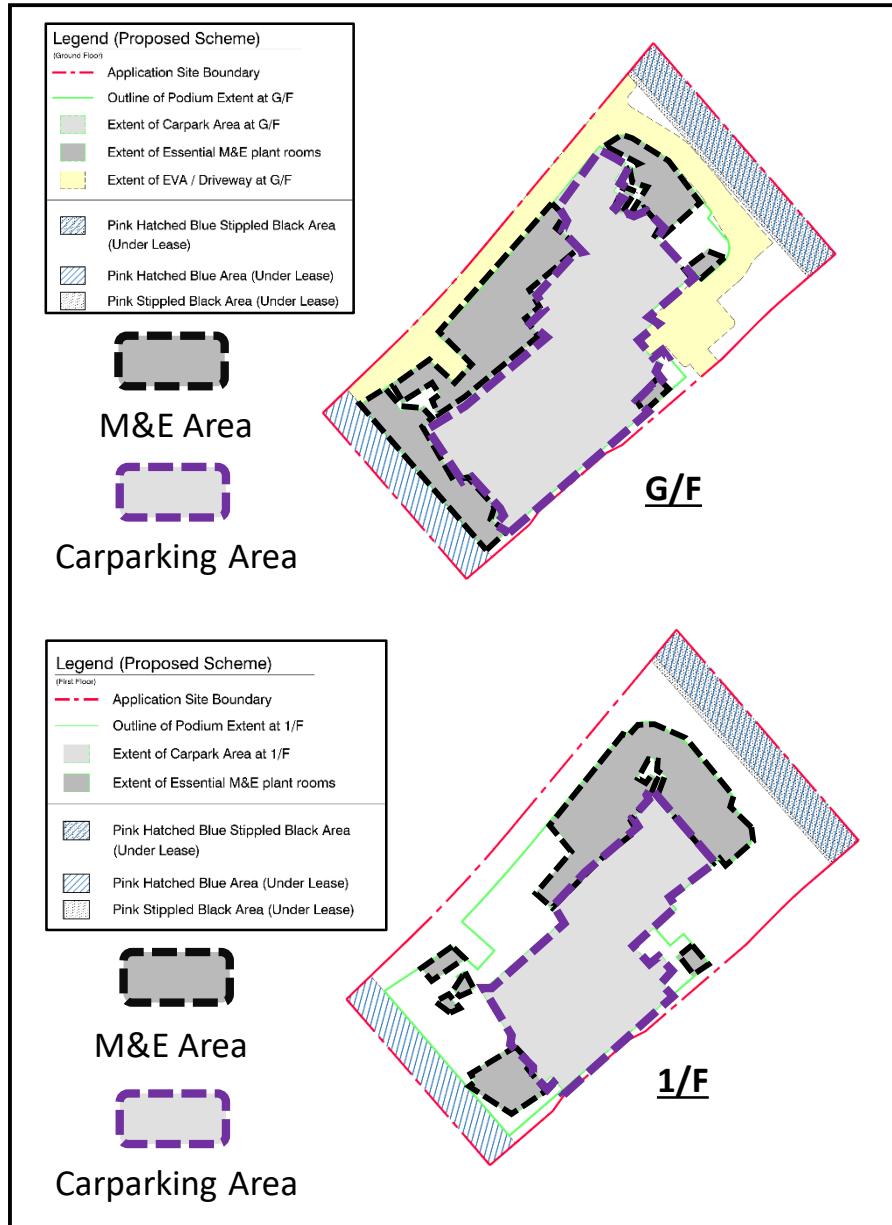 Legend (Proposed Scheme)
(Ground Floor)
Application Site Boundary
Outline of Podium Extent at G/F
Extent of Carpark Area at G/F
Extent of Essential M&E plant rooms
Extent of EVA / Driveway at G/F
Pink Hatched Blue Stippled Black Area
(Under Lease)
Pink Hatched Blue Area (Under Lease)
Pink Stippled Black Area (Under Lease)
M&E Area
Carparking Area
G/F
Legend (Proposed Scheme)
(First Floor)
Application Site Boundary
Outline of Podium Extent at 1/F
Extent of Carpark Area at 1/F
Extent of Essential M&E plant rooms
Pink Hatched Blue Stippled Black Area
(Under Lease)
Pink Hatched Blue Area (Under Lease)
Pink Stippled Black Area (Under Lease)
M&E Area
Carparking Area
1/F